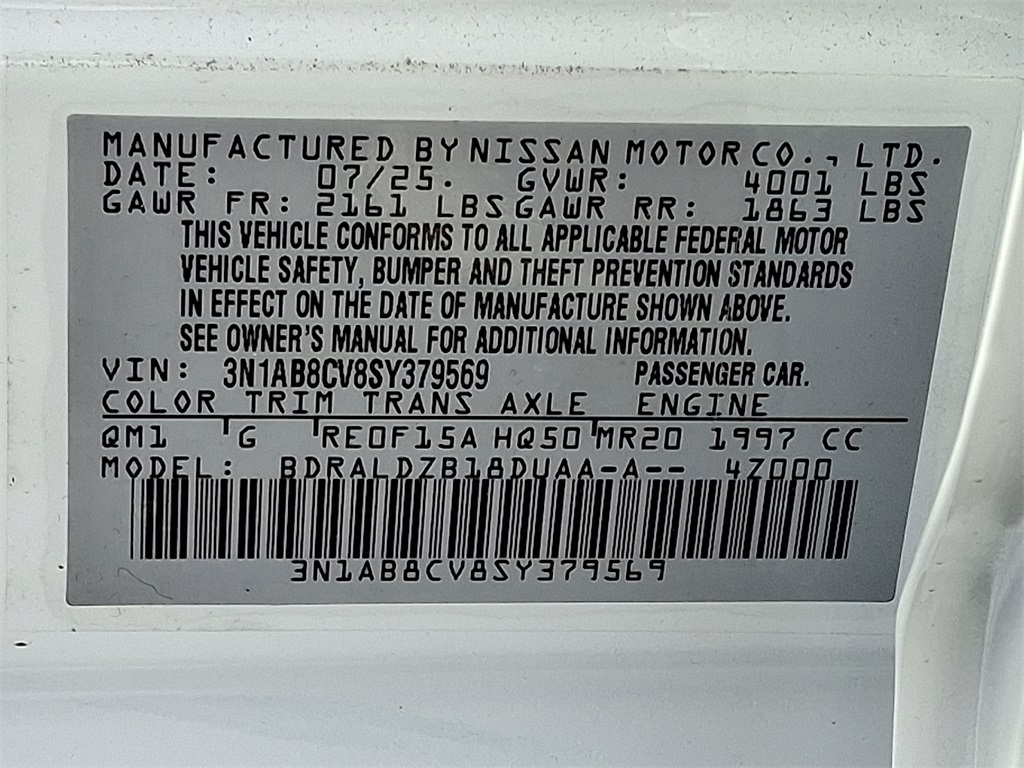 MANUFACTURED BY NISSAN MOTOR CO., LTD.
DATE: 07/25. GVWR: 4001 LBS
GAWR FR: 2161 LBS GAWR RR: 1863 LBS
THIS VEHICLE CONFORMS TO ALL APPLICABLE FEDERAL MOTOR
VEHICLE SAFETY, BUMPER AND THEFT PREVENTION STANDARDS
IN EFFECT ON THE DATE OF MANUFACTURE SHOWN ABOVE.
SEE OWNER'S MANUAL FOR ADDITIONAL INFORMATION.
VIN: 3N1AB8CV8SY379569 PASSENGER CAR.
COLOR TRIM TRANS AXLE ENGINE
QM1 G RE0F15A HQ50 MR20 1997 CC
MODEL: BDRALDZB18DUAA-A-- 4Z000
3N1AB8CV8SY379569